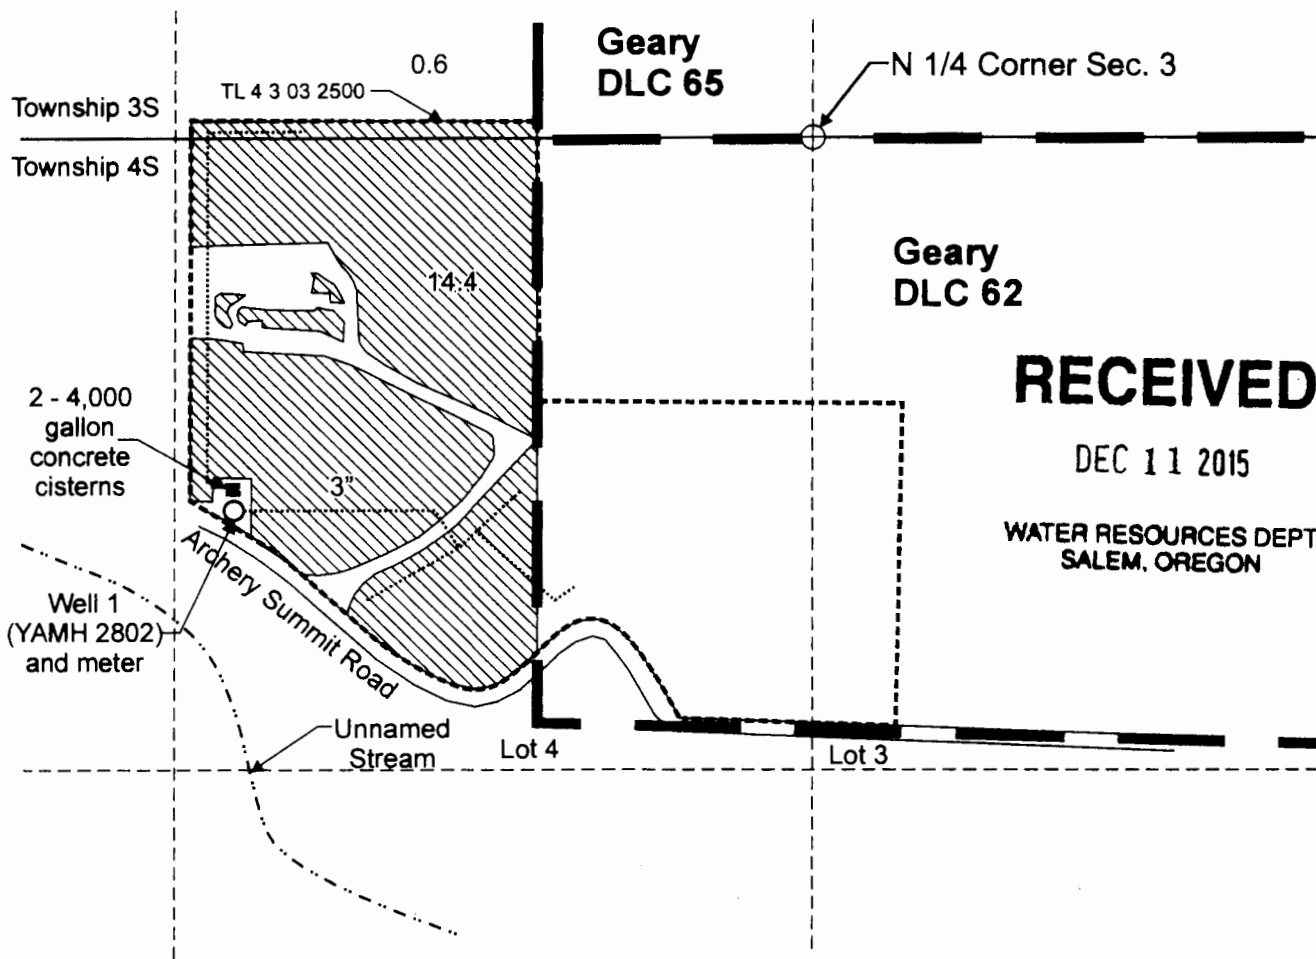 Geary
DLC 65
0.6
N 1/4 Corner Sec. 3
TL 4 3 03 2500
Township 3S
Township 4S
Geary
DLC 62
14.4
RECEIVED
2 - 4,000
gallon
concrete
cisterns
DEC 11 2015
3"
WATER RESOURCES DEPT
SALEM, OREGON
Archery Summit Road
Well 1
(YAMH 2802)
and meter
Unnamed
Stream
Lot 4
Lot 3